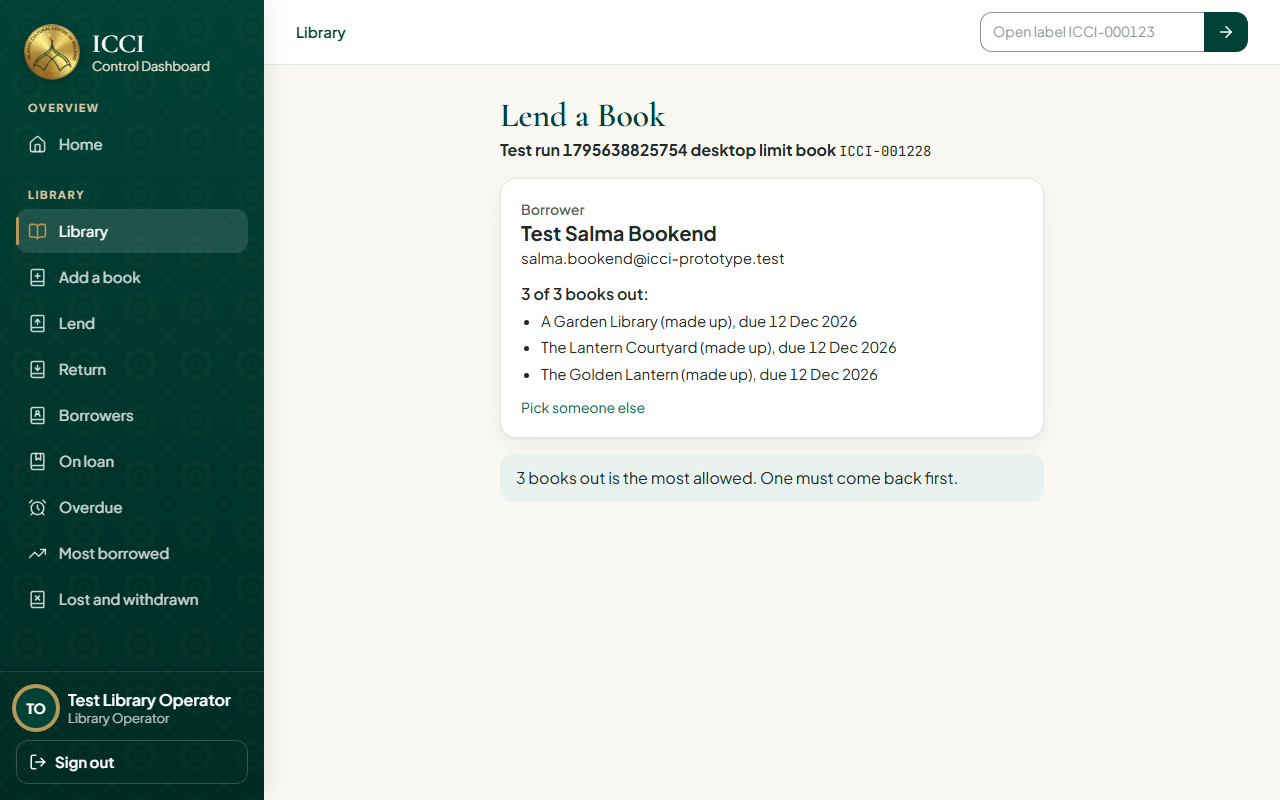 ICCI
Control Dashboard
OVERVIEW
Home
LIBRARY
Library
Add a book
Lend
Return
Borrowers
On loan
Overdue
Most borrowed
Lost and withdrawn
TO
Test Library Operator
Library Operator
Sign out
Library
Open label ICCI-000123
Lend a Book
Test run 1795638825754 desktop limit book ICCI-001228
Borrower
Test Salma Bookend
salma.bookend@icci-prototype.test
3 of 3 books out:
A Garden Library (made up), due 12 Dec 2026
The Lantern Courtyard (made up), due 12 Dec 2026
The Golden Lantern (made up), due 12 Dec 2026
Pick someone else
3 books out is the most allowed. One must come back first.